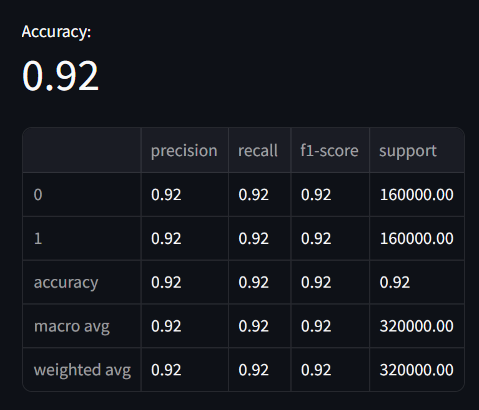 Accuracy:
0.92
precision recall f1-score support
0 0.92 0.92 0.92 160000.00
1 0.92 0.92 0.92 160000.00
accuracy 0.92 0.92 0.92 0.92
macro avg 0.92 0.92 0.92 320000.00
weighted avg 0.92 0.92 0.92 320000.00